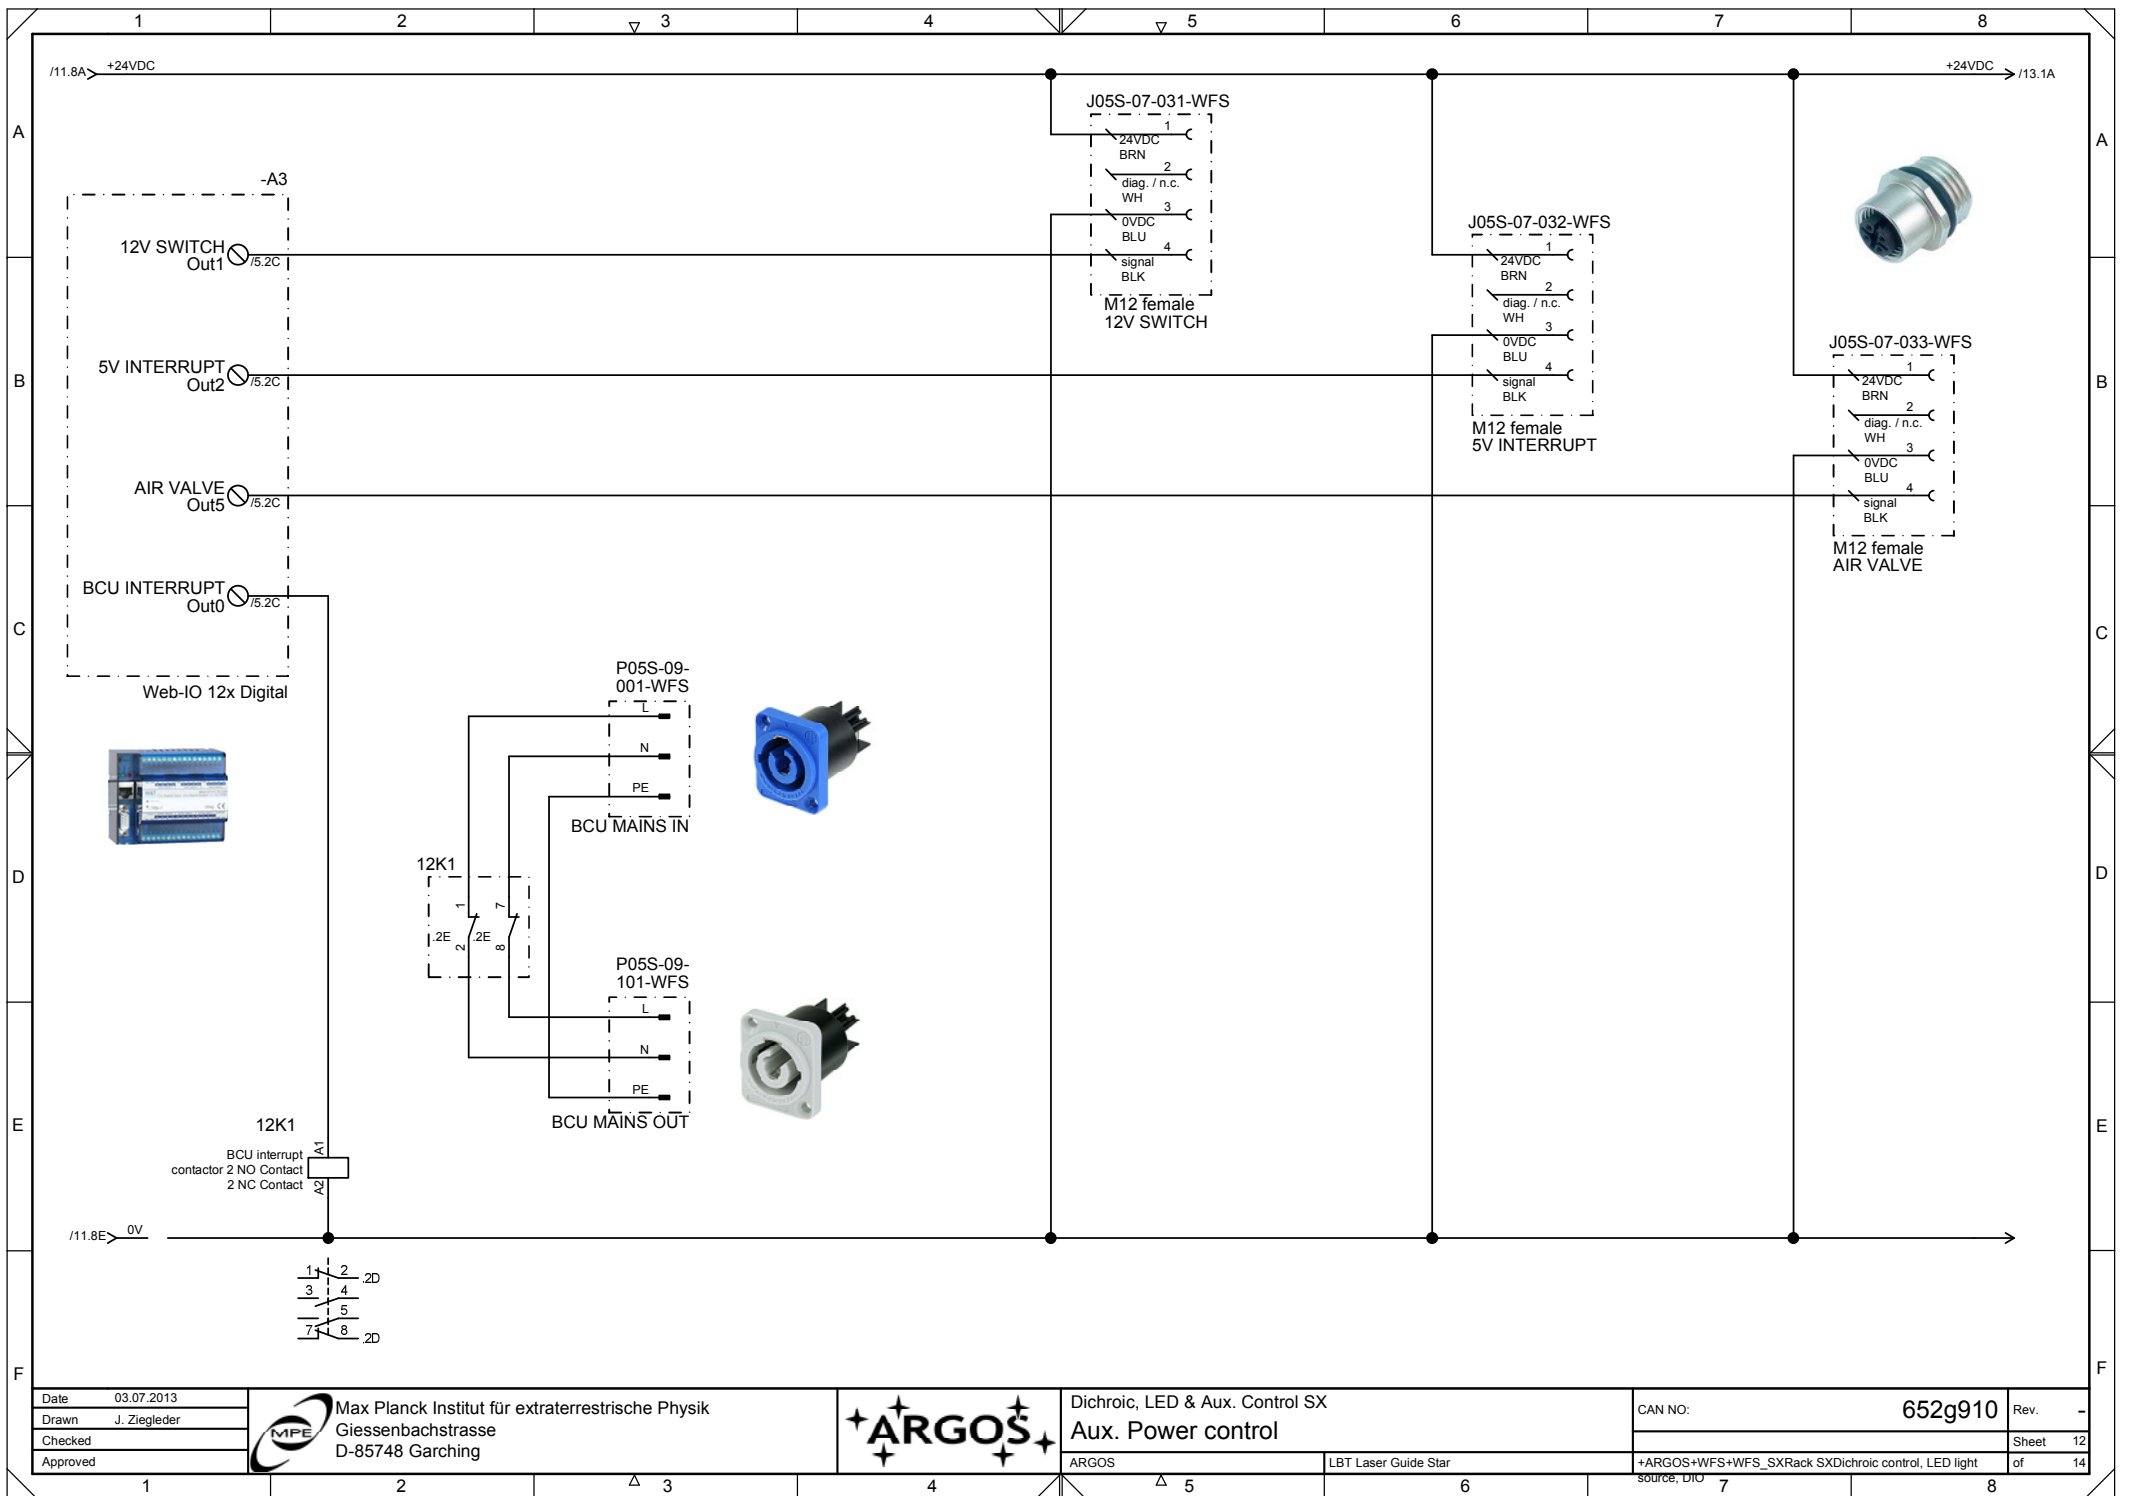 1 2 3 4 5 6 7 8
/11.8A +24VDC
+24VDC /13.1A
A
A
J05S-07-031-WFS
1
24VDC
BRN
2
diag. / n.c.
WH
3
0VDC
BLU
4
signal
BLK
M12 female
12V SWITCH
-A3
12V SWITCH
Out1
/5.2C
5V INTERRUPT
Out2
/5.2C
AIR VALVE
Out5
/5.2C
BCU INTERRUPT
Out0
/5.2C
Web-IO 12x Digital
J05S-07-032-WFS
1
24VDC
BRN
2
diag. / n.c.
WH
3
0VDC
BLU
4
signal
BLK
M12 female
5V INTERRUPT
B
B
J05S-07-033-WFS
1
24VDC
BRN
2
diag. / n.c.
WH
3
0VDC
BLU
4
signal
BLK
M12 female
AIR VALVE
C
C
P05S-09-
001-WFS
L
N
PE
BCU MAINS IN
D
D
12K1
1
7
.2E
2
.2E
8
P05S-09-
101-WFS
L
N
PE
BCU MAINS OUT
E
E
12K1
A1
BCU interrupt
contactor 2 NO Contact
2 NC Contact
A2
/11.8E 0V
1 2 .2D
3 4
5
7 8 .2D
F
F
Date 03.07.2013
Drawn J. Ziegleder
Checked
Approved
MPE
Max Planck Institut für extraterrestrische Physik
Giessenbachstrasse
D-85748 Garching
ARGOS
Dichroic, LED & Aux. Control SX
Aux. Power control
ARGOS
LBT Laser Guide Star
CAN NO: 652g910
Rev. -
Sheet 12
of 14
+ARGOS+WFS+WFS_SXRack SXDichroic control, LED light
source, DIO
1 2 3 4 5 6 7 8